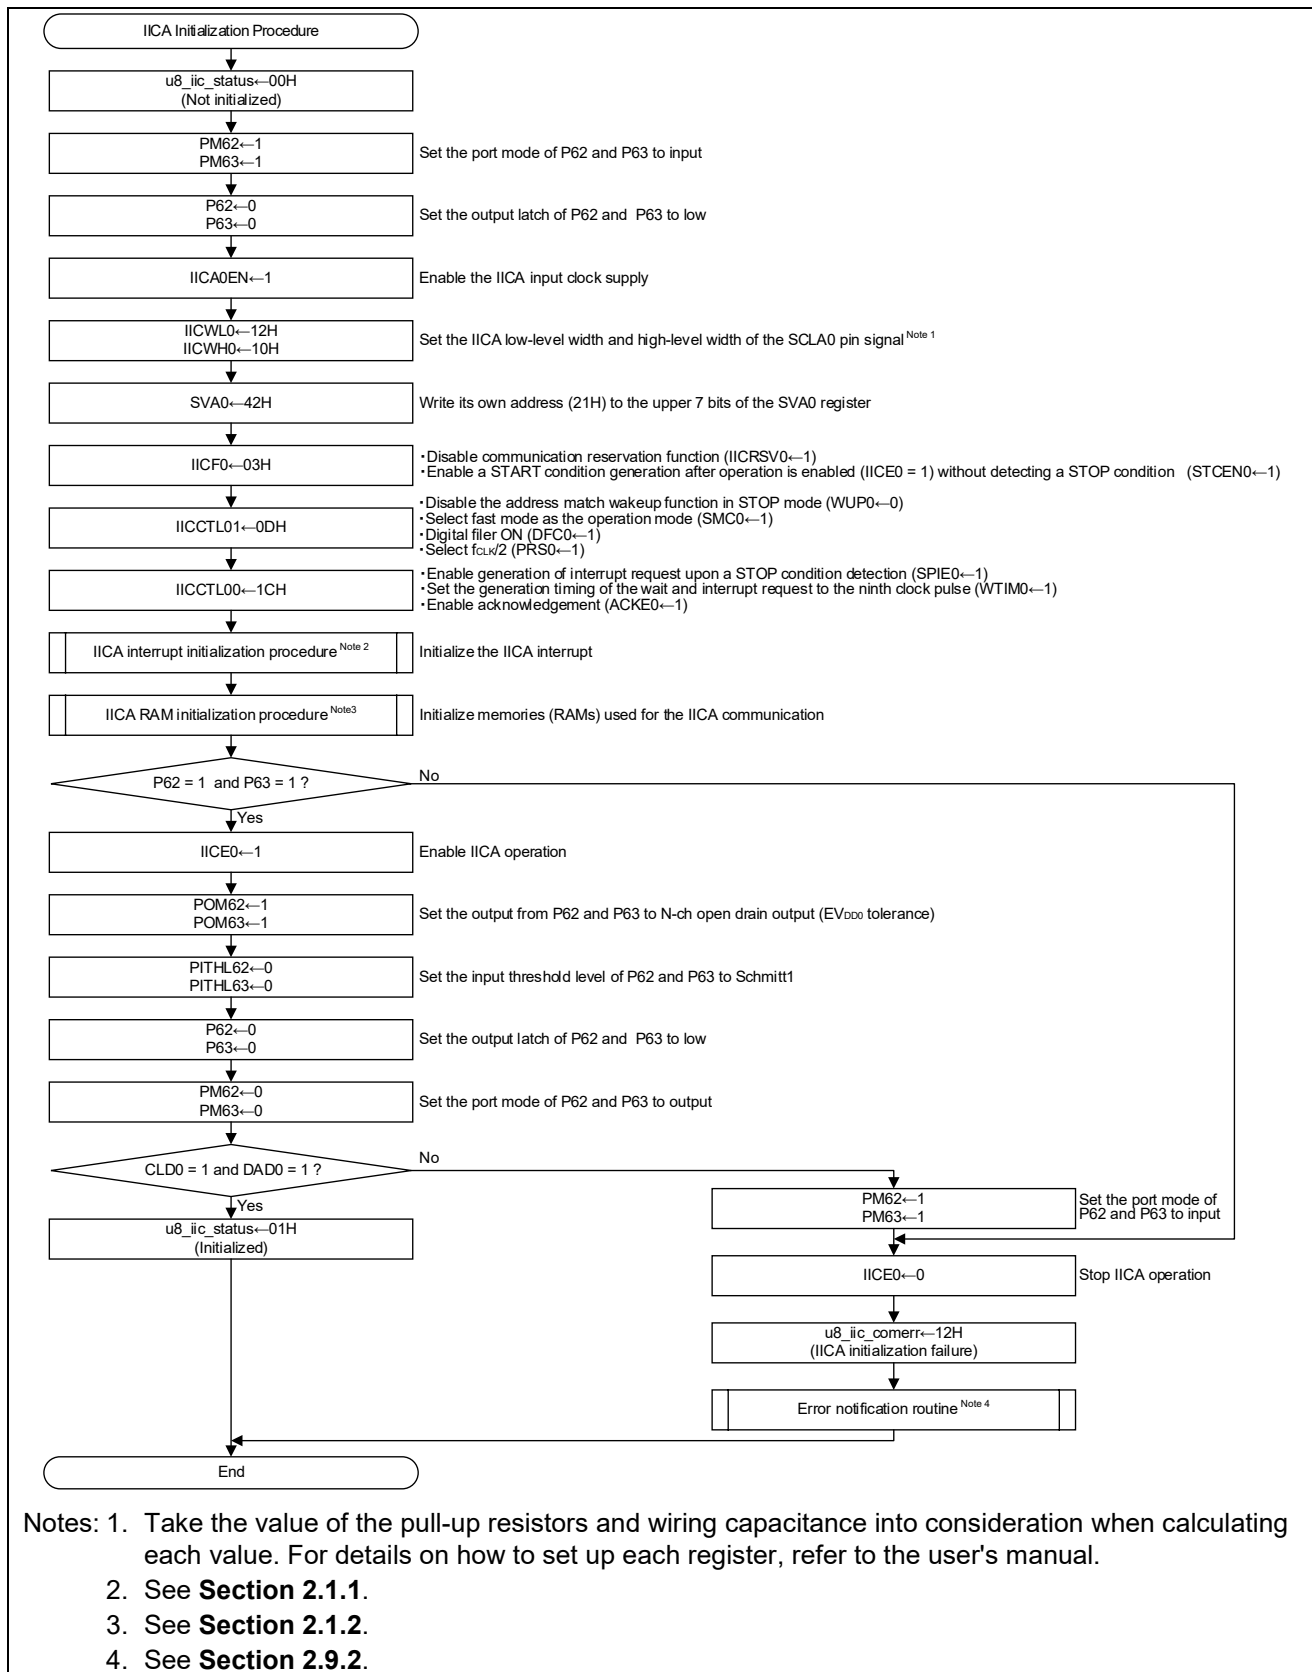 IICA Initialization Procedure
u8_iic_status←00H
(Not initialized)
PM62←1
PM63←1
Set the port mode of P62 and P63 to input
P62←0
P63←0
Set the output latch of P62 and P63 to low
IICA0EN←1
Enable the IICA input clock supply
IICWL0←12H
IICWH0←10H
Set the IICA low-level width and high-level width of the SCLA0 pin signal Note 1
SVA0←42H
Write its own address (21H) to the upper 7 bits of the SVA0 register
IICF0←03H
・Disable communication reservation function (IICRSV0←1)
・Enable a START condition generation after operation is enabled (IICE0 = 1) without detecting a STOP condition (STCEN0←1)
IICCTL01←0DH
・Disable the address match wakeup function in STOP mode (WUP0←0)
・Select fast mode as the operation mode (SMC0←1)
・Digital filer ON (DFC0←1)
・Select fCLK/2 (PRS0←1)
IICCTL00←1CH
・Enable generation of interrupt request upon a STOP condition detection (SPIE0←1)
・Set the generation timing of the wait and interrupt request to the ninth clock pulse (WTIM0←1)
・Enable acknowledgement (ACKE0←1)
IICA interrupt initialization procedure Note 2
Initialize the IICA interrupt
IICA RAM initialization procedure Note3
Initialize memories (RAMs) used for the IICA communication
P62 = 1 and P63 = 1 ?
No
Yes
IICE0←1
Enable IICA operation
POM62←1
POM63←1
Set the output from P62 and P63 to N-ch open drain output (EVDD0 tolerance)
PITHL62←0
PITHL63←0
Set the input threshold level of P62 and P63 to Schmitt1
P62←0
P63←0
Set the output latch of P62 and P63 to low
PM62←0
PM63←0
Set the port mode of P62 and P63 to output
CLD0 = 1 and DAD0 = 1 ?
No
Yes
u8_iic_status←01H
(Initialized)
PM62←1
PM63←1
Set the port mode of
P62 and P63 to input
IICE0←0
Stop IICA operation
u8_iic_comerr←12H
(IICA initialization failure)
Error notification routine Note 4
End
Notes: 1. Take the value of the pull-up resistors and wiring capacitance into consideration when calculating
each value. For details on how to set up each register, refer to the user's manual.
2. See Section 2.1.1.
3. See Section 2.1.2.
4. See Section 2.9.2.